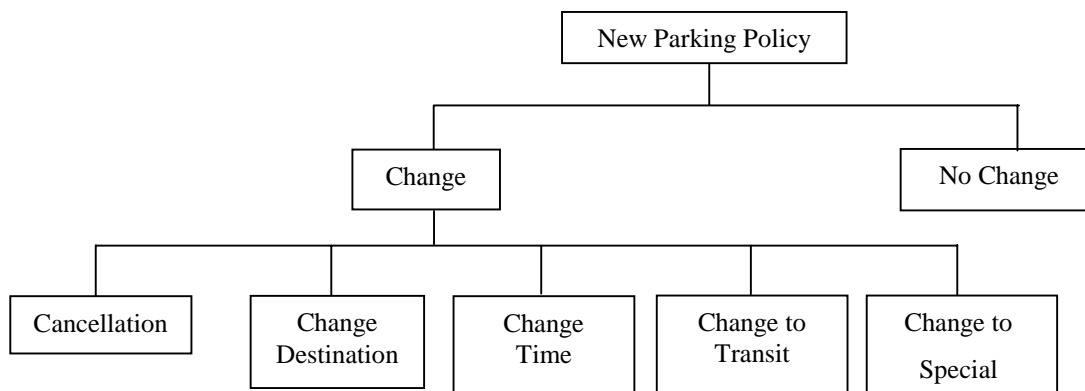 New Parking Policy
Change
No Change
Cancellation
Change
Destination
Change
Time
Change to
Transit
Change to
Special